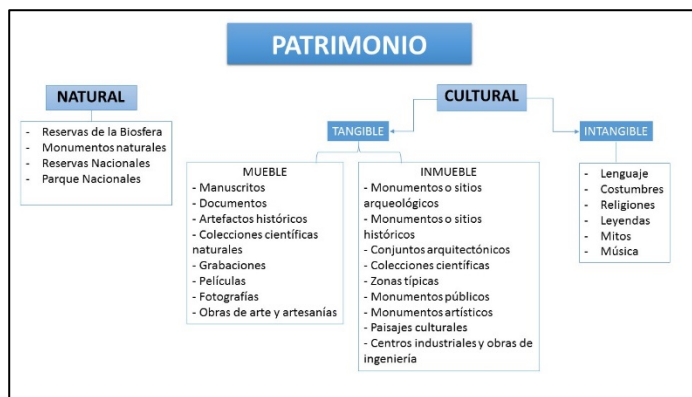 PATRIMONIO
NATURAL
- Reservas de la Biosfera
- Monumentos naturales
- Reservas Nacionales
- Parque Nacionales
CULTURAL
TANGIBLE
MUEBLE
- Manuscritos
- Documentos
- Artefactos históricos
- Colecciones científicas
naturales
- Grabaciones
- Películas
- Fotografías
- Obras de arte y artesanías
INMUEBLE
- Monumentos o sitios
arqueológicos
- Monumentos o sitios
históricos
- Conjuntos arquitectónicos
- Colecciones científicas
- Zonas típicas
- Monumentos públicos
- Monumentos artísticos
- Paisajes culturales
- Centros industriales y obras de
ingeniería
INTANGIBLE
- Lenguaje
- Costumbres
- Religiones
- Leyendas
- Mitos
- Música